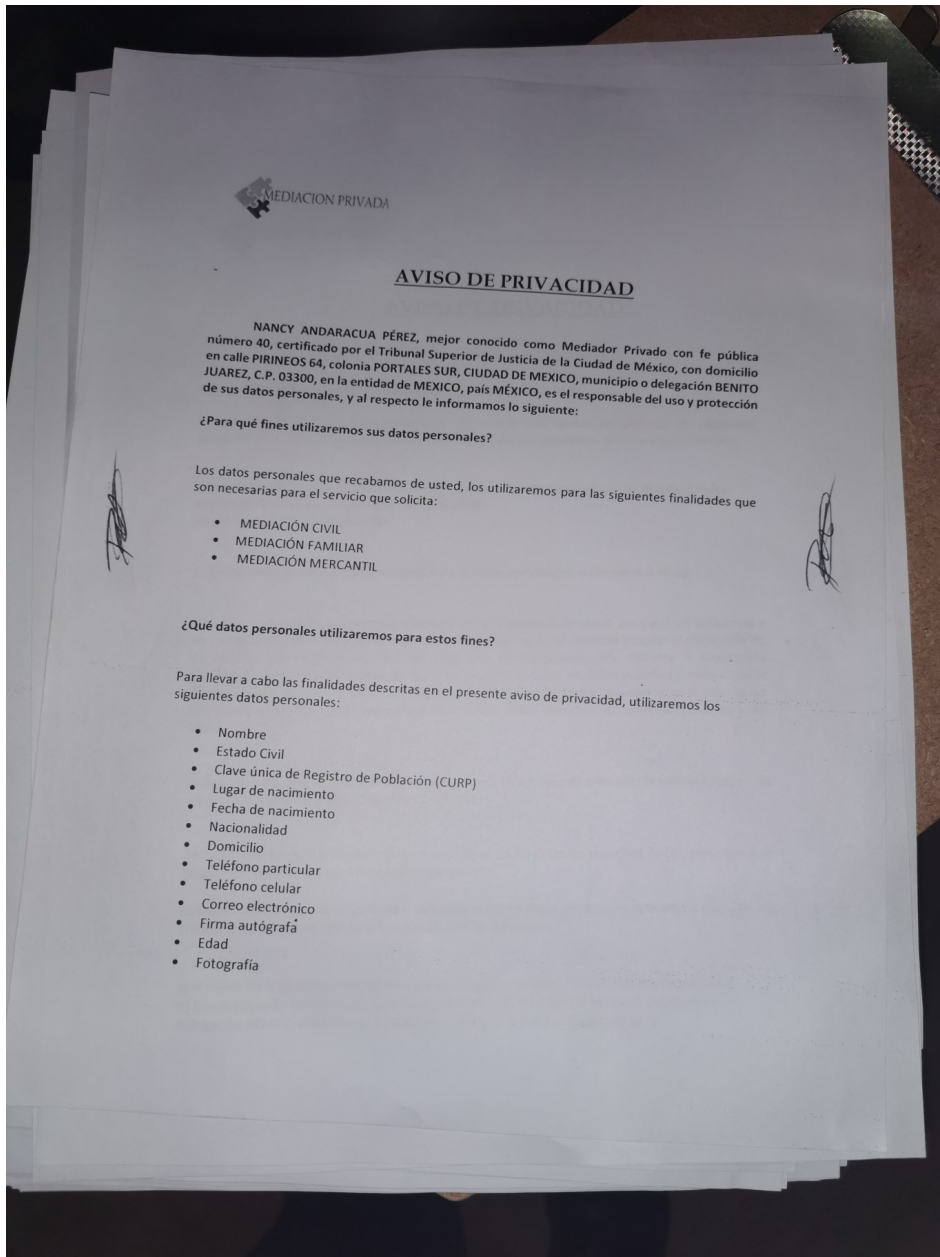 MEDIACION PRIVADA
AVISO DE PRIVACIDAD
NANCY ANDARACUA PÉREZ, mejor conocido como Mediador Privado con fe pública
número 40, certificado por el Tribunal Superior de Justicia de la Ciudad de México, con domicilio
en calle PIRINEOS 64, colonia PORTALES SUR, CIUDAD DE MEXICO, municipio o delegación BENITO
JUAREZ, C.P. 03300, en la entidad de MEXICO, país MÉXICO, es el responsable del uso y protección
de sus datos personales, y al respecto le informamos lo siguiente:
¿Para qué fines utilizaremos sus datos personales?
Los datos personales que recabamos de usted, los utilizaremos para las siguientes finalidades que
son necesarias para el servicio que solicita:
• MEDIACIÓN CIVIL
• MEDIACIÓN FAMILIAR
• MEDIACIÓN MERCANTIL
¿Qué datos personales utilizaremos para estos fines?
Para llevar a cabo las finalidades descritas en el presente aviso de privacidad, utilizaremos los
siguientes datos personales:
• Nombre
• Estado Civil
• Clave única de Registro de Población (CURP)
• Lugar de nacimiento
• Fecha de nacimiento
• Nacionalidad
• Domicilio
• Teléfono particular
• Teléfono celular
• Correo electrónico
• Firma autógrafa
• Edad
• Fotografía